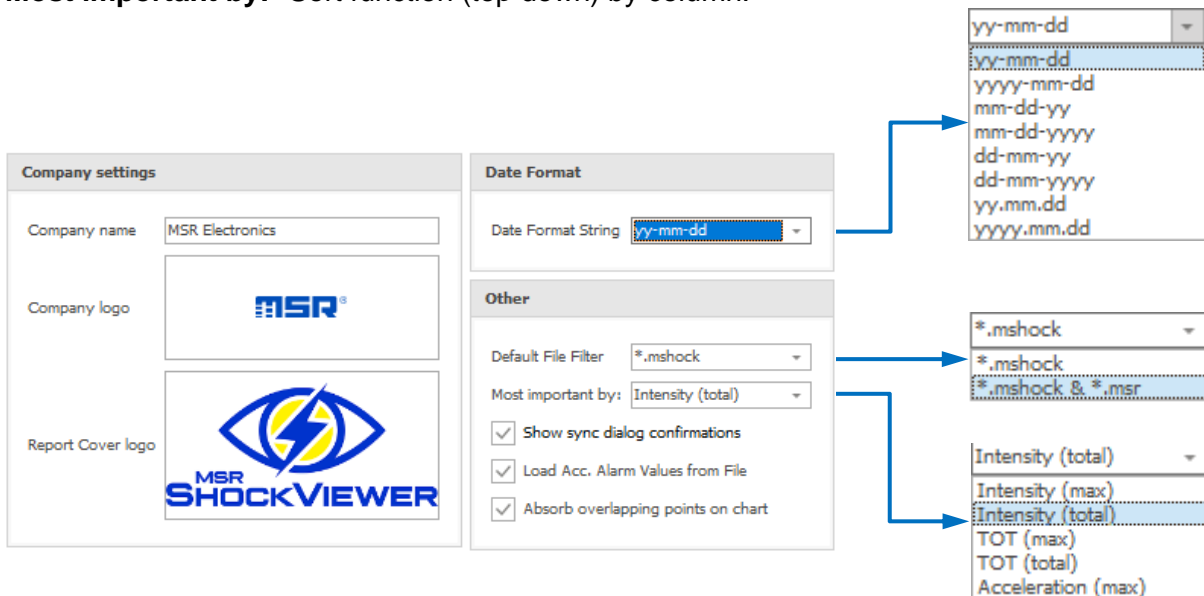 Most important by: Sort function (top-down) by column.
Company settings
Company name MSR Electronics
Company logo
MSR®
Report Cover logo
MSR
SHOCKVIEWER
Date Format
Date Format String yy-mm-dd
Other
Default File Filter *.mshock
Most important by: Intensity (total)
Show sync dialog confirmations
Load Acc. Alarm Values from File
Absorb overlapping points on chart
yy-mm-dd
yy-mm-dd
yyyy-mm-dd
mm-dd-yy
mm-dd-yyyy
dd-mm-yy
dd-mm-yyyy
yy.mm.dd
yyyy.mm.dd
*.mshock
*.mshock
*.mshock & *.msr
Intensity (total)
Intensity (max)
Intensity (total)
TOT (max)
TOT (total)
Acceleration (max)